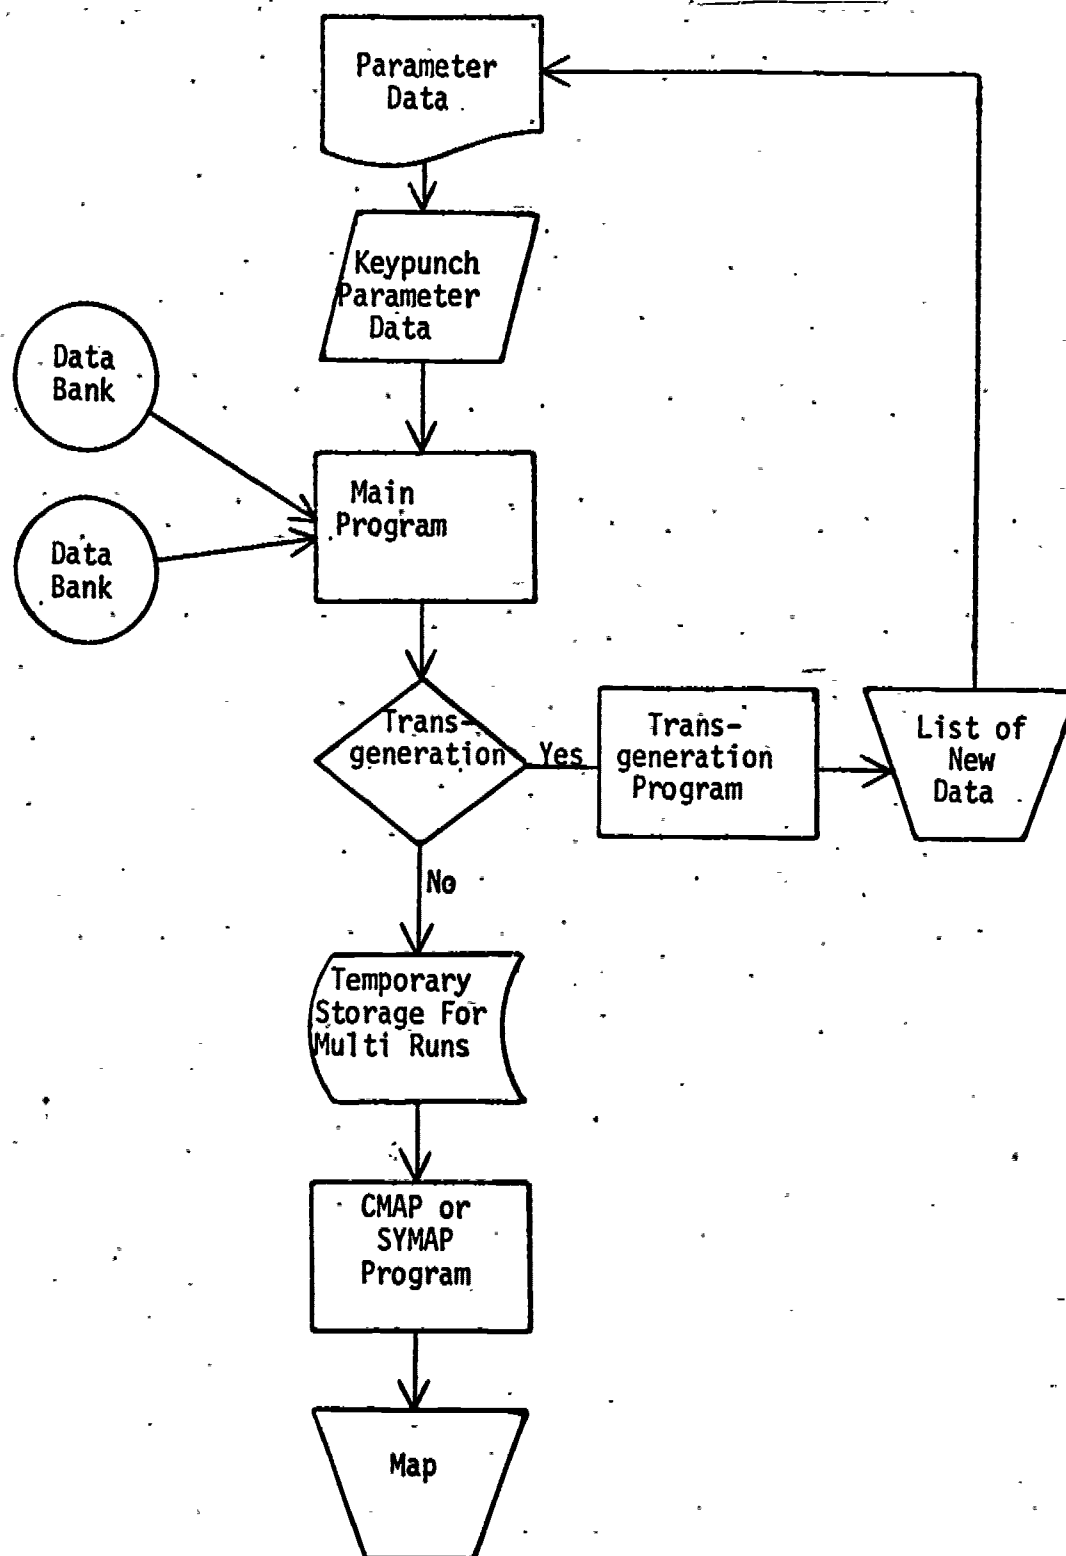 Parameter
Data
Keypunch
Parameter
Data
Data
Bank
Data
Bank
Main
Program
Trans-
generation
Yes
Trans-
generation
Program
List of
New
Data
No
Temporary
Storage For
Multi Runs
CMAP or
SYMAP
Program
Map